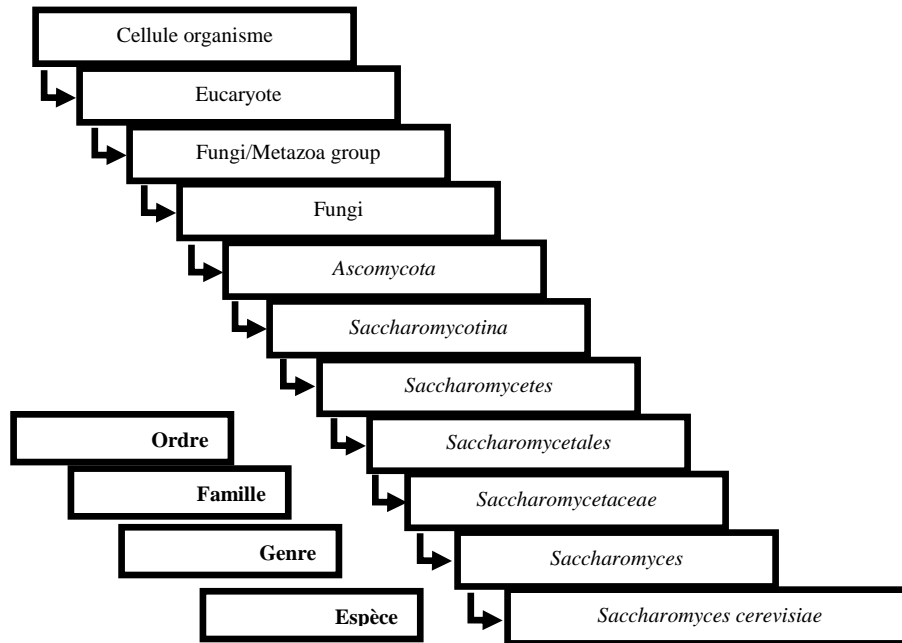 Cellule organisme
Eucaryote
Fungi/Metazoa group
Fungi
Ascomycota
Saccharomycotina
Saccharomycetes
Ordre
Saccharomycetales
Famille
Saccharomycetaceae
Genre
Saccharomyces
Espèce
Saccharomyces cerevisiae